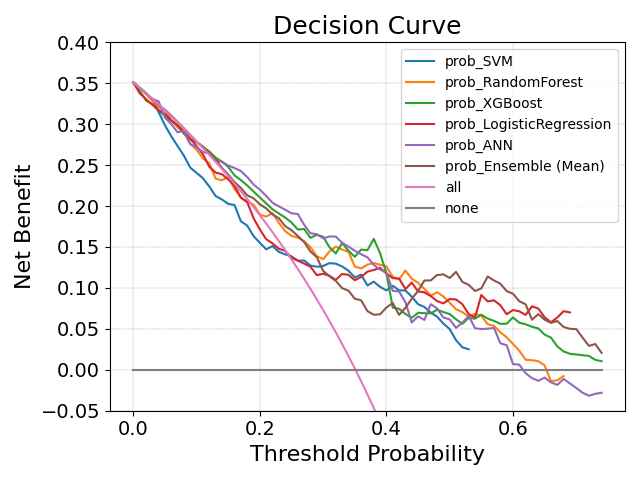 Decision Curve
0.40
0.35
0.30
0.25
0.20
0.15
0.10
0.05
0.00
−0.05
Net Benefit
prob_SVM
prob_RandomForest
prob_XGBoost
prob_LogisticRegression
prob_ANN
prob_Ensemble (Mean)
all
none
0.0 0.2 0.4 0.6
Threshold Probability